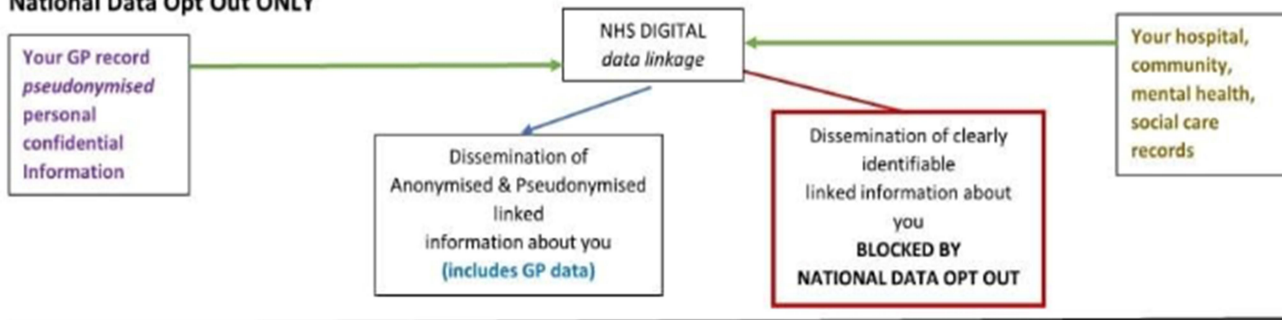 National Data Opt Out ONLY
Your GP record
pseudonymised
personal
confidential
Information
NHS DIGITAL
data linkage
Your hospital,
community,
mental health,
social care
records
Dissemination of
Anonymised & Pseudonymised
linked
information about you
(includes GP data)
Dissemination of clearly
identifiable
linked information about
you
BLOCKED BY
NATIONAL DATA OPT OUT